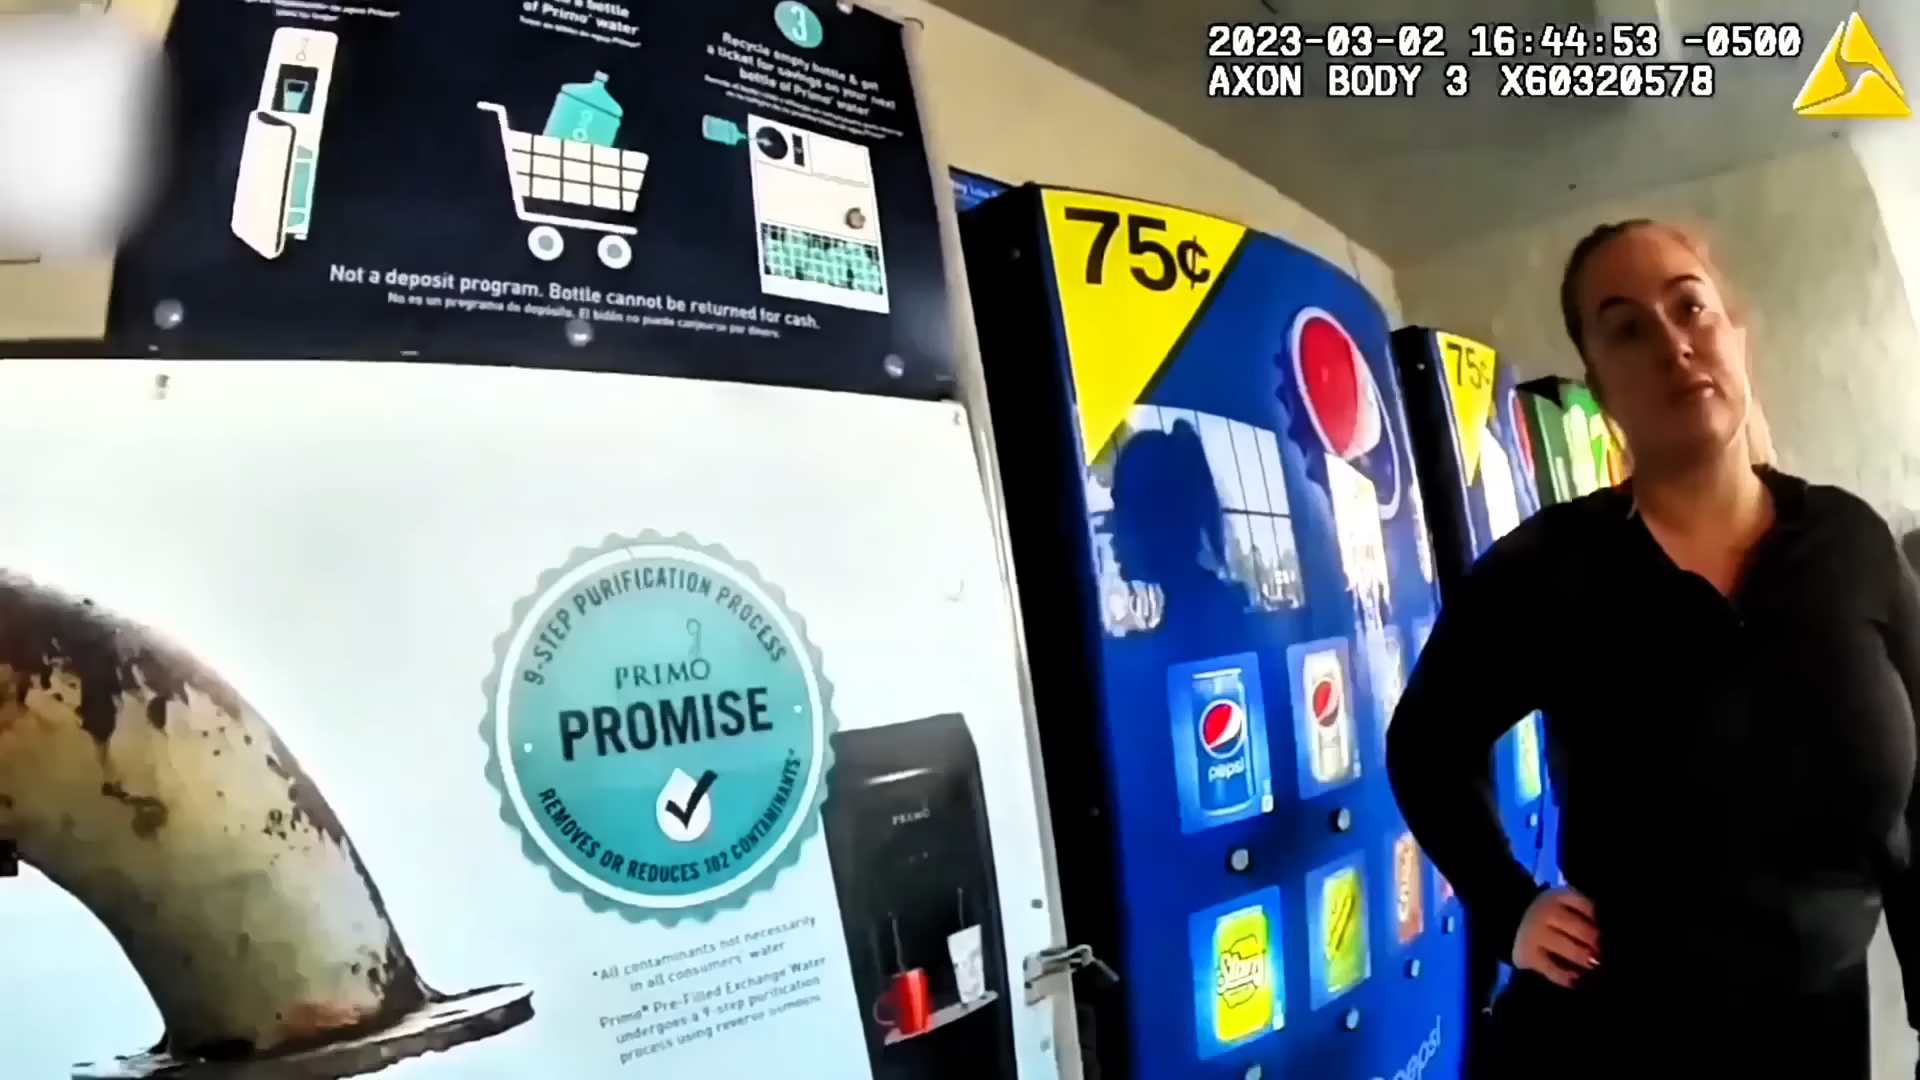 2023-03-02 16:44:53 -0500
AXON BODY 3 X60320578
a bottle
of Primo® water
3
Recycle empty bottle & get
a ticket for savings on your next
bottle of Primo® water
Not a deposit program. Bottle cannot be returned for cash.
No es un programa de depósito. El bidón no puede canjearse por dinero.
75¢
75¢
9-STEP PURIFICATION PROCESS
PRIMO
PROMISE
REMOVES OR REDUCES 102 CONTAMINANTS*
PRIMO
*All contaminants not necessarily
in all consumers' water
Primo® Pre-Filled Exchange Water
undergoes a 9-step purification
process using reverse osmosis
pepsi
Starry
pepsi